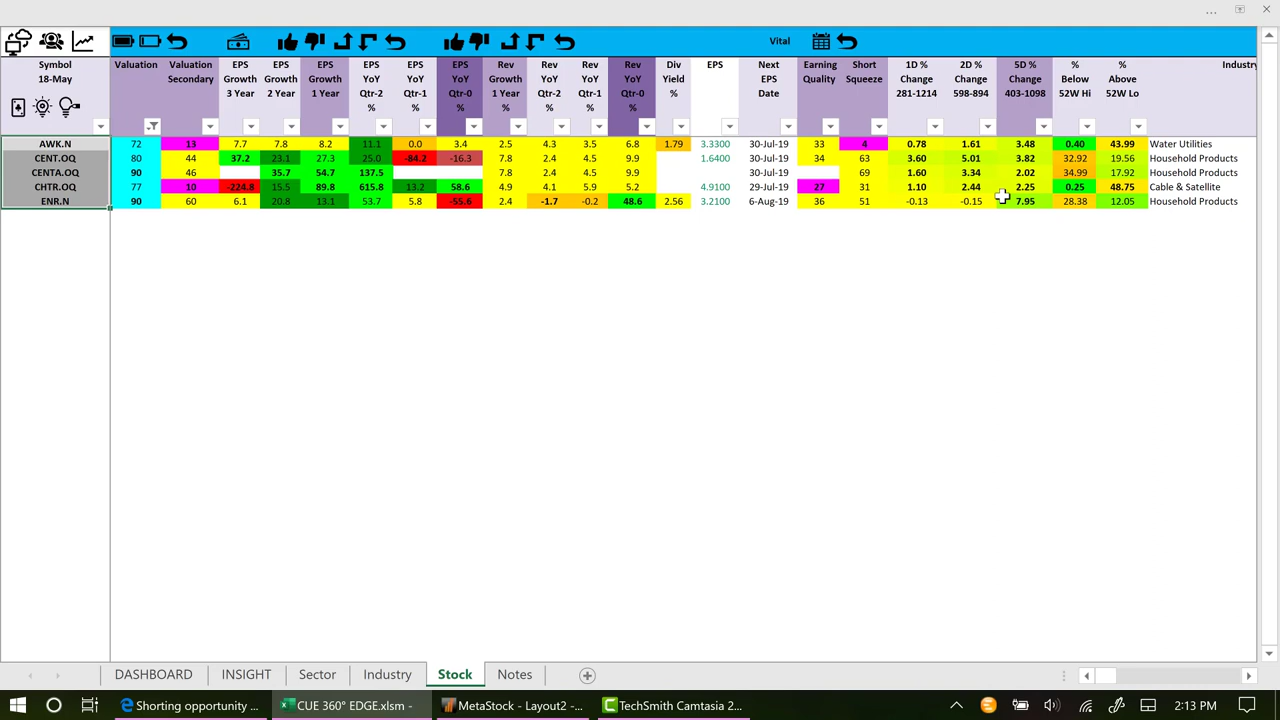 Vital
Symbol 18-May
Valuation
Valuation Secondary
EPS Growth 3 Year
EPS Growth 2 Year
EPS Growth 1 Year
EPS YoY Qtr-2 %
EPS YoY Qtr-1 %
EPS YoY Qtr-0 %
Rev Growth 1 Year
Rev YoY Qtr-2 %
Rev YoY Qtr-1 %
Rev YoY Qtr-0 %
Div Yield %
EPS
Next EPS Date
Earning Quality
Short Squeeze
1D % Change 281-1214
2D % Change 598-894
5D % Change 403-1098
% Below 52W Hi
% Above 52W Lo
Industry
AWK.N 72 13 7.7 7.8 8.2 11.1 0.0 3.4 2.5 4.3 3.5 6.8 1.79 3.3300 30-Jul-19 33 4 0.78 1.61 3.48 0.40 43.99 Water Utilities
CENT.OQ 80 44 37.2 23.1 27.3 25.0 -84.2 -16.3 7.8 2.4 4.5 9.9 1.6400 30-Jul-19 34 63 3.60 5.01 3.82 32.92 19.56 Household Products
CENTA.OQ 90 46 35.7 54.7 137.5 7.8 2.4 4.5 9.9 30-Jul-19 69 1.60 3.34 2.02 34.99 17.92 Household Products
CHTR.OQ 77 10 -224.8 15.5 89.8 615.8 13.2 58.6 4.9 4.1 5.9 5.2 4.9100 29-Jul-19 27 31 1.10 2.44 2.25 0.25 48.75 Cable & Satellite
ENR.N 90 60 6.1 20.8 13.1 53.7 5.8 -55.6 2.4 -1.7 -0.2 48.6 2.56 3.2100 6-Aug-19 36 51 -0.13 -0.15 7.95 28.38 12.05 Household Products
DASHBOARD INSIGHT Sector Industry Stock Notes
Shorting opportunity ... CUE 360° EDGE.xlsm - MetaStock - Layout2 -... TechSmith Camtasia 2... 2:13 PM